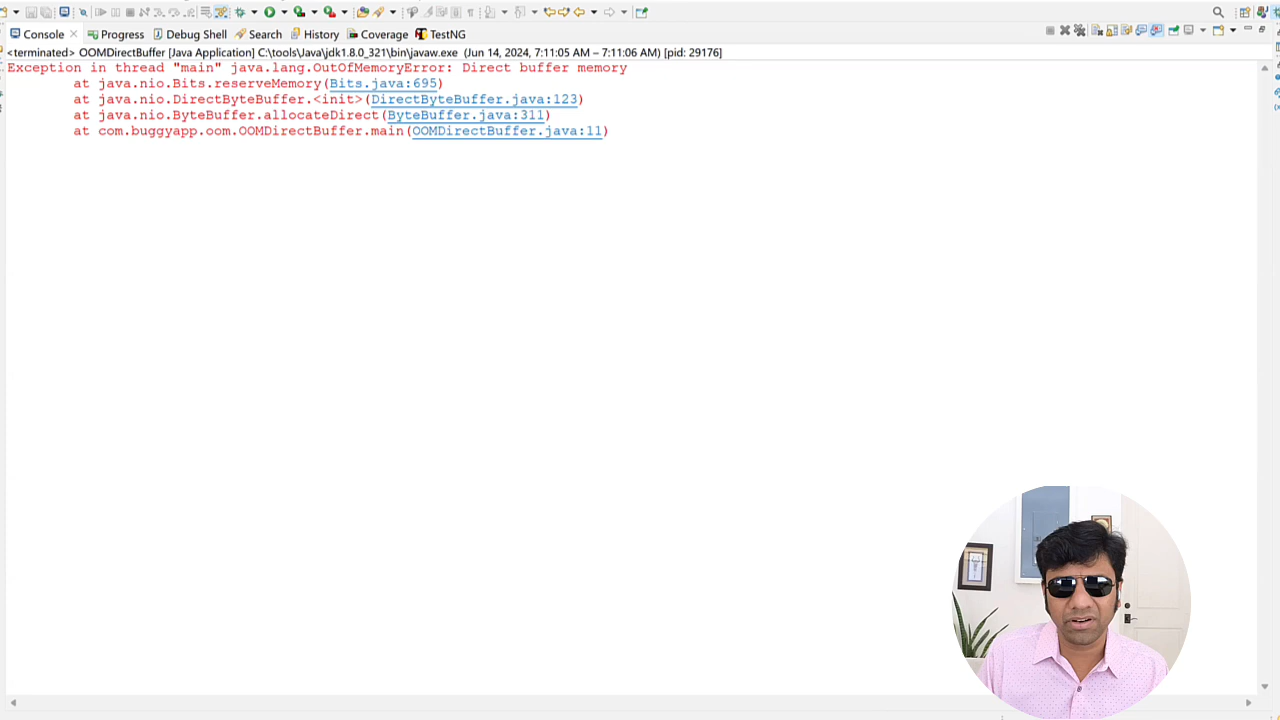 Console Progress Debug Shell Search History Coverage TestNG
<terminated> OOMDirectBuffer [Java Application] C:\tools\Java\jdk1.8.0_321\bin\javaw.exe (Jun 14, 2024, 7:11:05 AM – 7:11:06 AM) [pid: 29176]
Exception in thread "main" java.lang.OutOfMemoryError: Direct buffer memory
at java.nio.Bits.reserveMemory(Bits.java:695)
at java.nio.DirectByteBuffer.<init>(DirectByteBuffer.java:123)
at java.nio.ByteBuffer.allocateDirect(ByteBuffer.java:311)
at com.buggyapp.oom.OOMDirectBuffer.main(OOMDirectBuffer.java:11)